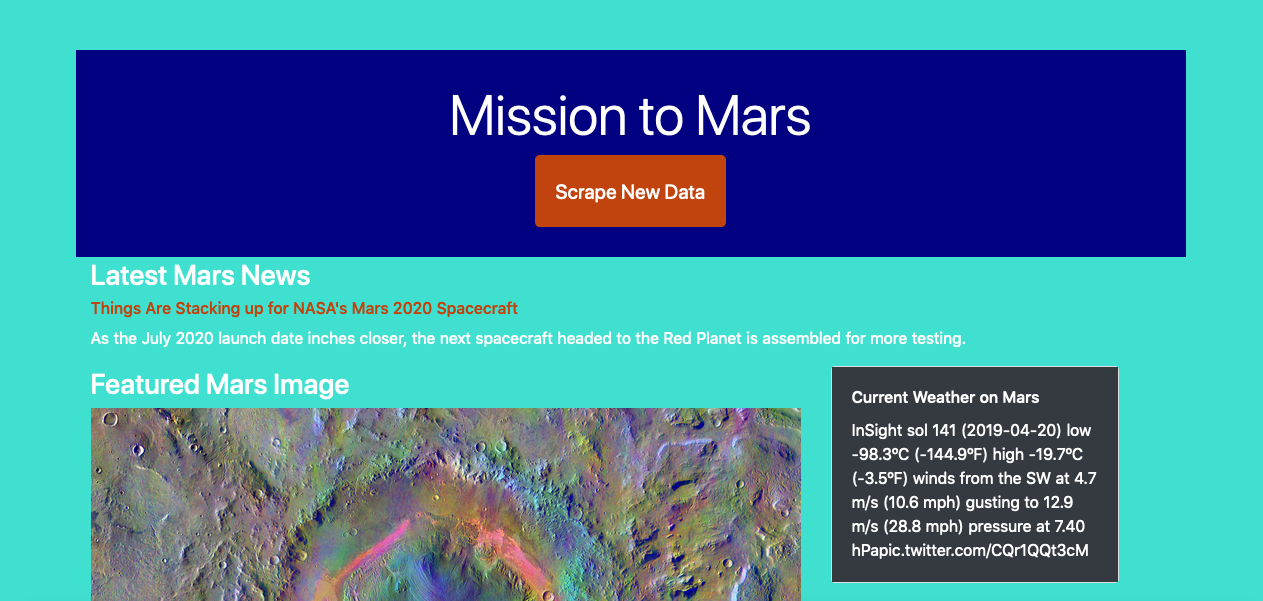 Mission to Mars
Scrape New Data
Latest Mars News
Things Are Stacking up for NASA's Mars 2020 Spacecraft
As the July 2020 launch date inches closer, the next spacecraft headed to the Red Planet is assembled for more testing.
Featured Mars Image
Current Weather on Mars
InSight sol 141 (2019-04-20) low
-98.3ºC (-144.9ºF) high -19.7ºC
(-3.5ºF) winds from the SW at 4.7
m/s (10.6 mph) gusting to 12.9
m/s (28.8 mph) pressure at 7.40
hPapic.twitter.com/CQr1QQt3cM